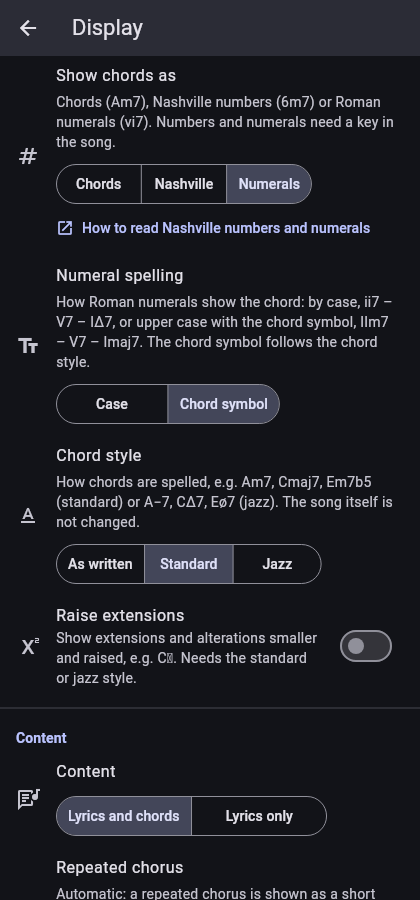 Display
Show chords as
Chords (Am7), Nashville numbers (6m7) or Roman
numerals (vi7). Numbers and numerals need a key in
the song.
Chords Nashville Numerals
How to read Nashville numbers and numerals
Numeral spelling
How Roman numerals show the chord: by case, ii7 –
V7 – IΔ7, or upper case with the chord symbol, IIm7
– V7 – Imaj7. The chord symbol follows the chord
style.
Case Chord symbol
Chord style
How chords are spelled, e.g. Am7, Cmaj7, Em7b5
(standard) or A−7, CΔ7, Eø7 (jazz). The song itself is
not changed.
As written Standard Jazz
Raise extensions
Show extensions and alterations smaller
and raised, e.g. C. Needs the standard
or jazz style.
Content
Content
Lyrics and chords Lyrics only
Repeated chorus
Automatic: a repeated chorus is shown as a short